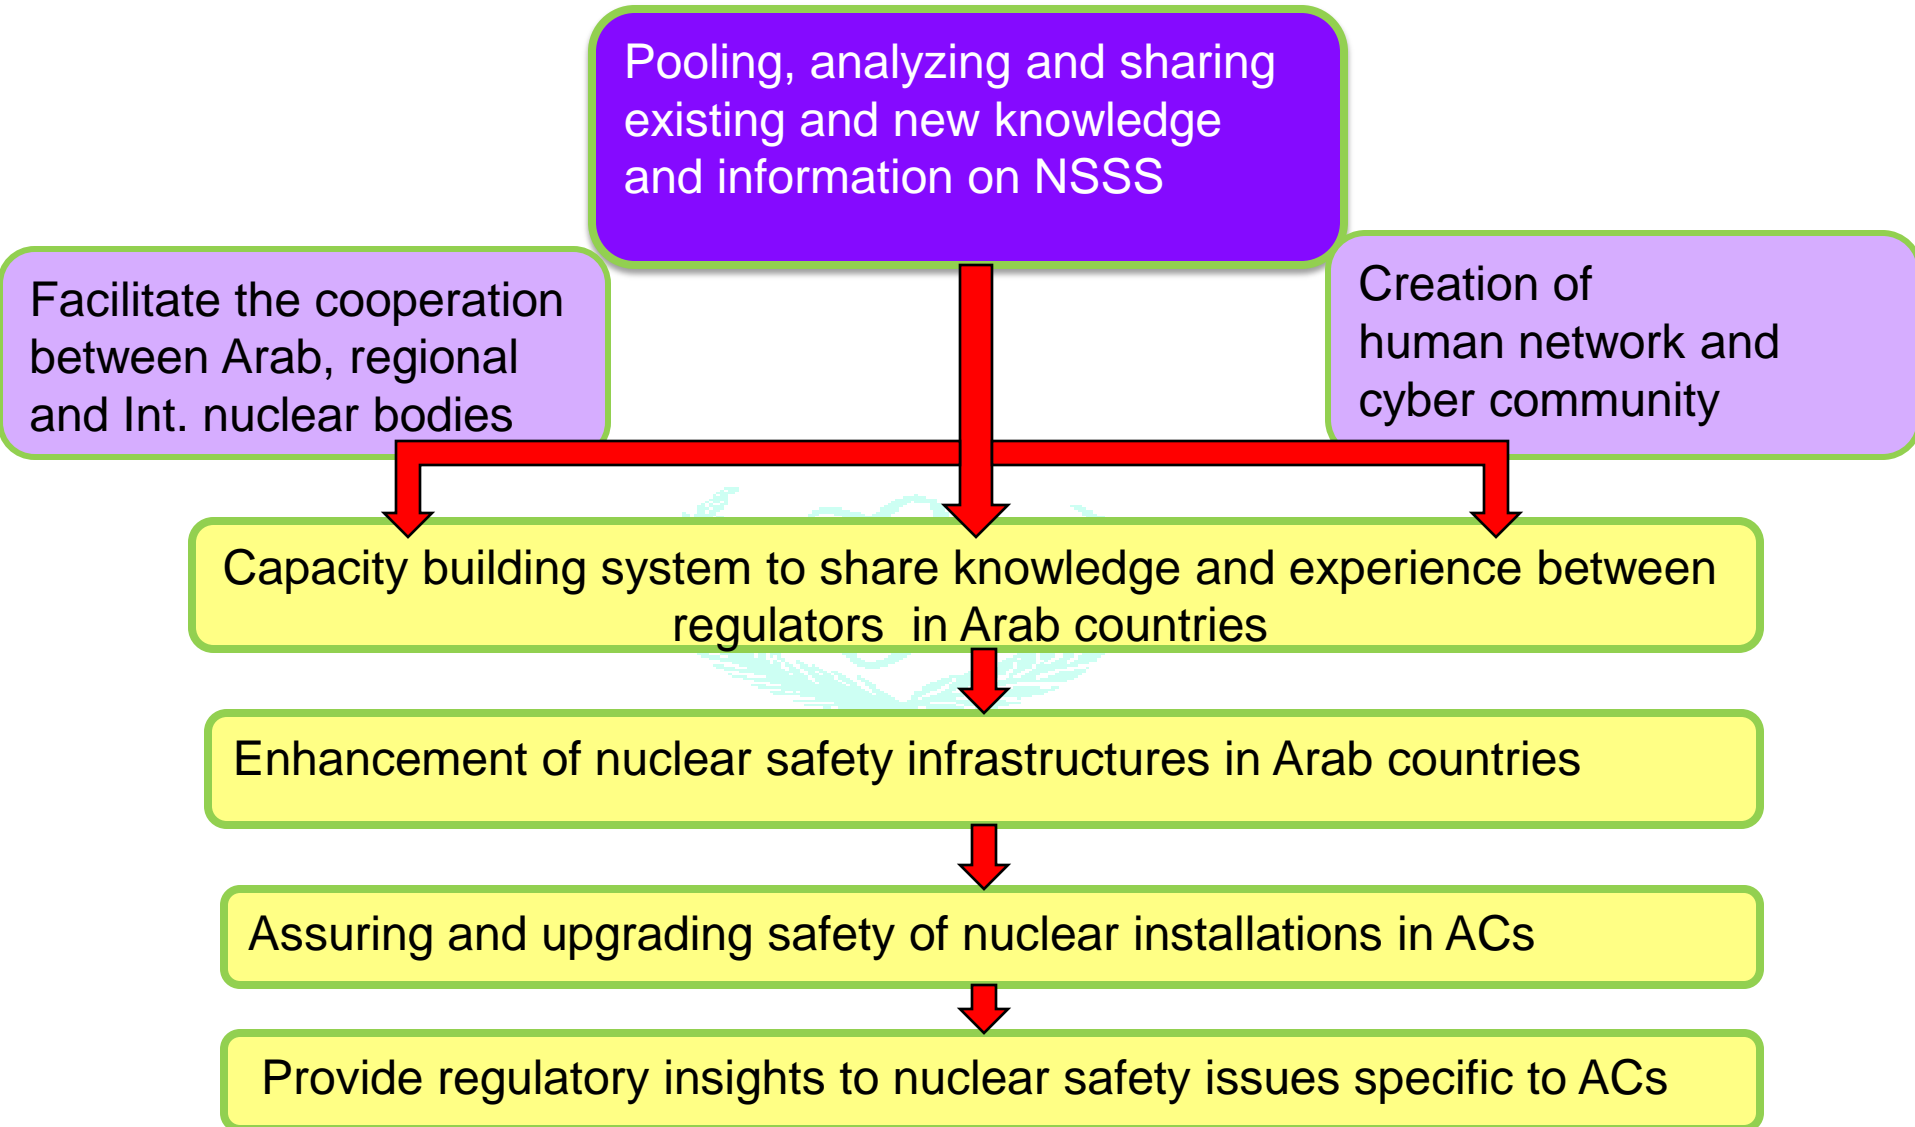 Pooling, analyzing and sharing
existing and new knowledge
and information on NSSS
Facilitate the cooperation
between Arab, regional
and Int. nuclear bodies
Creation of
human network and
cyber community
Capacity building system to share knowledge and experience between
regulators in Arab countries
Enhancement of nuclear safety infrastructures in Arab countries
Assuring and upgrading safety of nuclear installations in ACs
Provide regulatory insights to nuclear safety issues specific to ACs